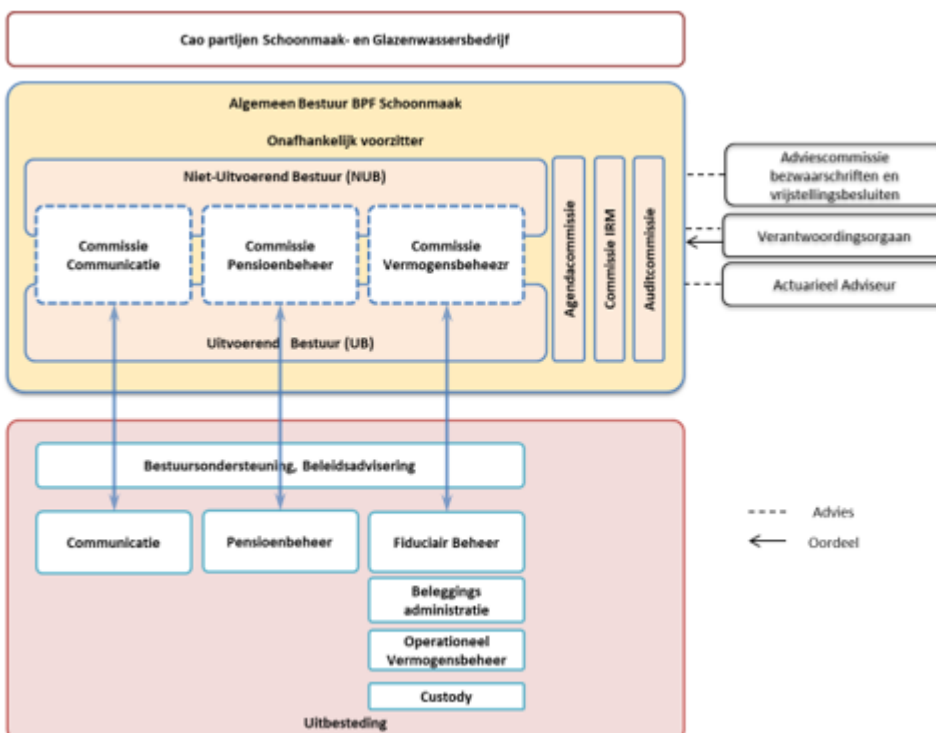 Cao partijen Schoonmaak- en Glazenwassersbedrijf
Algemeen Bestuur BPF Schoonmaak
Onafhankelijk voorzitter
Niet-Uitvoerend Bestuur (NUB)
Commissie
Communicatie
Commissie
Pensioenbeheer
Commissie
Vermogensbeheezr
Uitvoerend Bestuur (UB)
Agendacommissie
Commissie IRM
Auditcommissie
Adviescommissie
bezwaarschriften en
vrijstellingsbesluiten
Verantwoordingsorgaan
Actuarieel Adviseur
Bestuursondersteuning, Beleidsadvisering
Communicatie
Pensioenbeheer
Fiduciair Beheer
Beleggings
administratie
Operationeel
Vermogensbeheer
Custody
Uitbesteding
Advies
Oordeel